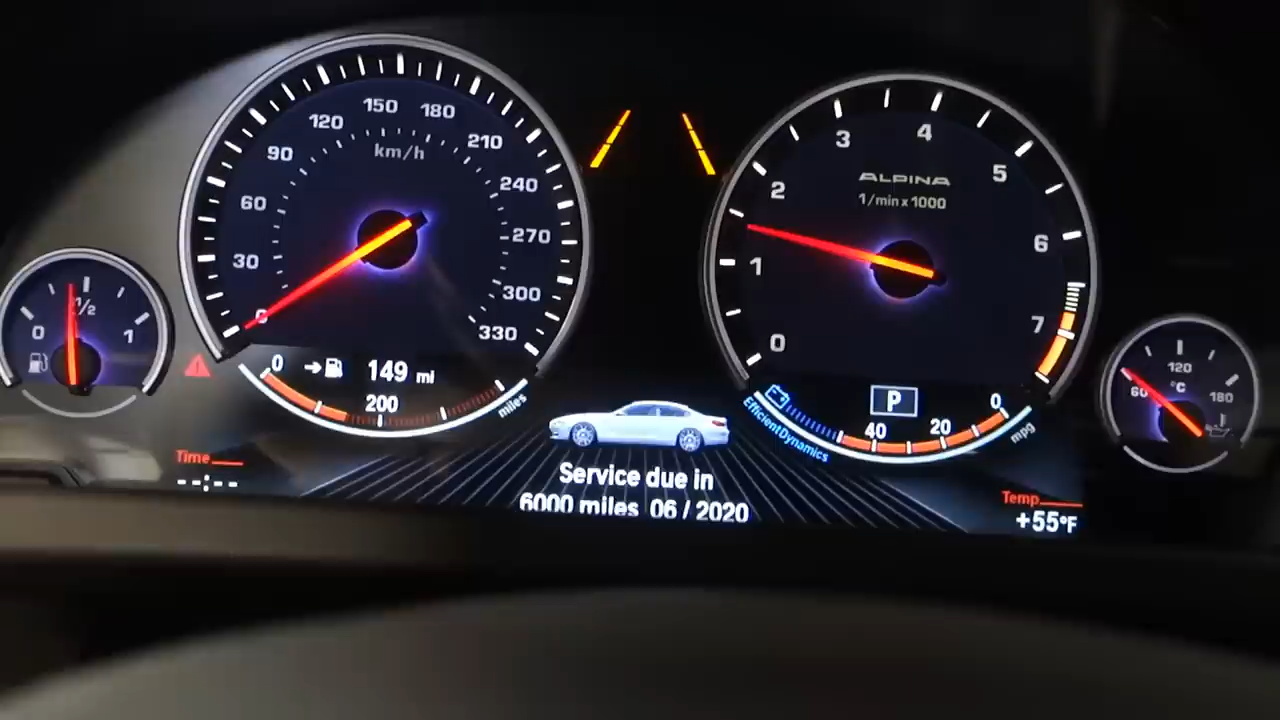 150
120
180
90
210
km/h
60
240
270
30
300
0
330
3
4
5
2
ALPINA
1/min x 1000
6
1
7
0
1/2
0
1
120
°C
60
180
0
149 mi
200
miles
P
EfficientDynamics
40
20
0
mpg
Time
--:--
Service due in
6000 miles 06 / 2020
Temp
+55°F